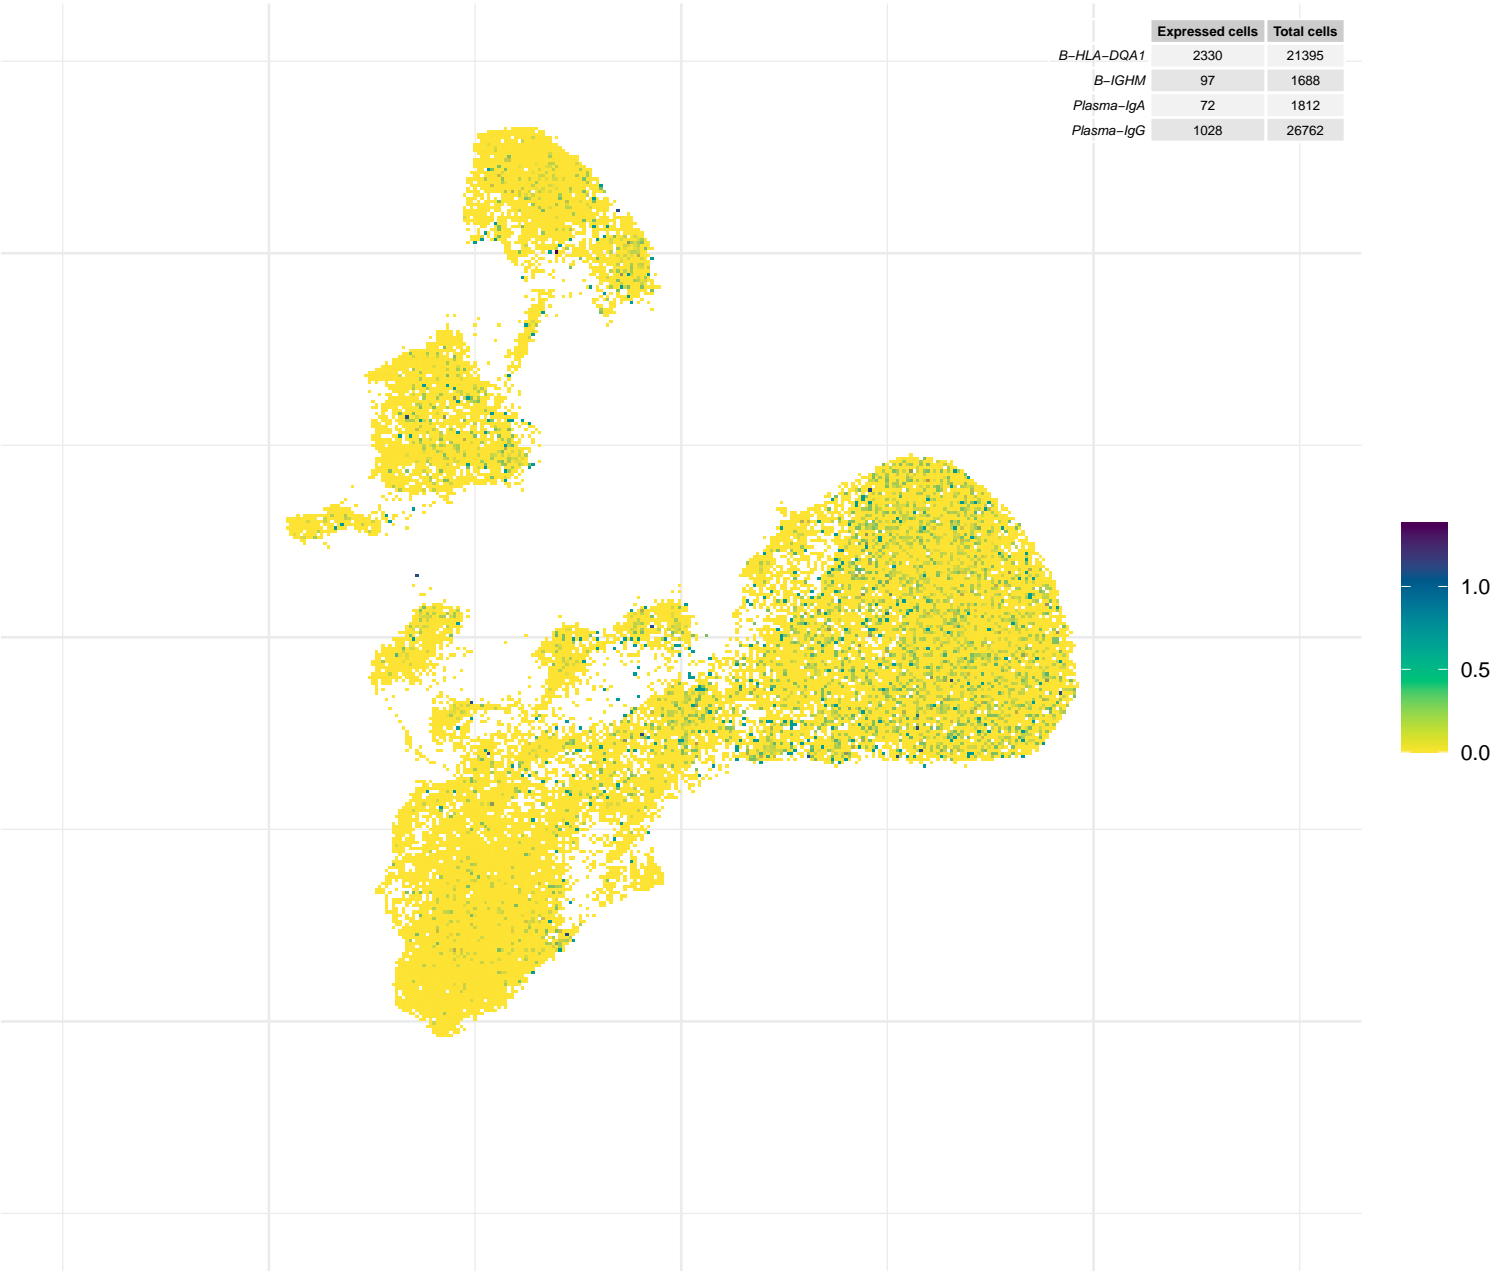 Expressed cells Total cells
B−HLA−DQA1 2330 21395
B−IGHM 97 1688
Plasma−IgA 72 1812
Plasma−IgG 1028 26762
1.0
0.5
0.0